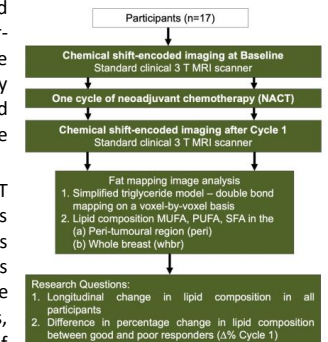 Participants (n=17)
Chemical shift-encoded imaging at Baseline
Standard clinical 3 T MRI scanner
One cycle of neoadjuvant chemotherapy (NACT)
Chemical shift-encoded imaging after Cycle 1
Standard clinical 3 T MRI scanner
Fat mapping image analysis
1. Simplified triglyceride model – double bond
mapping on a voxel-by-voxel basis
2. Lipid composition MUFA, PUFA, SFA in the
(a) Peri-tumoural region (peri)
(b) Whole breast (whbr)
Research Questions:
1. Longitudinal change in lipid composition in all
participants
2. Difference in percentage change in lipid composition
between good and poor responders (Δ% Cycle 1)